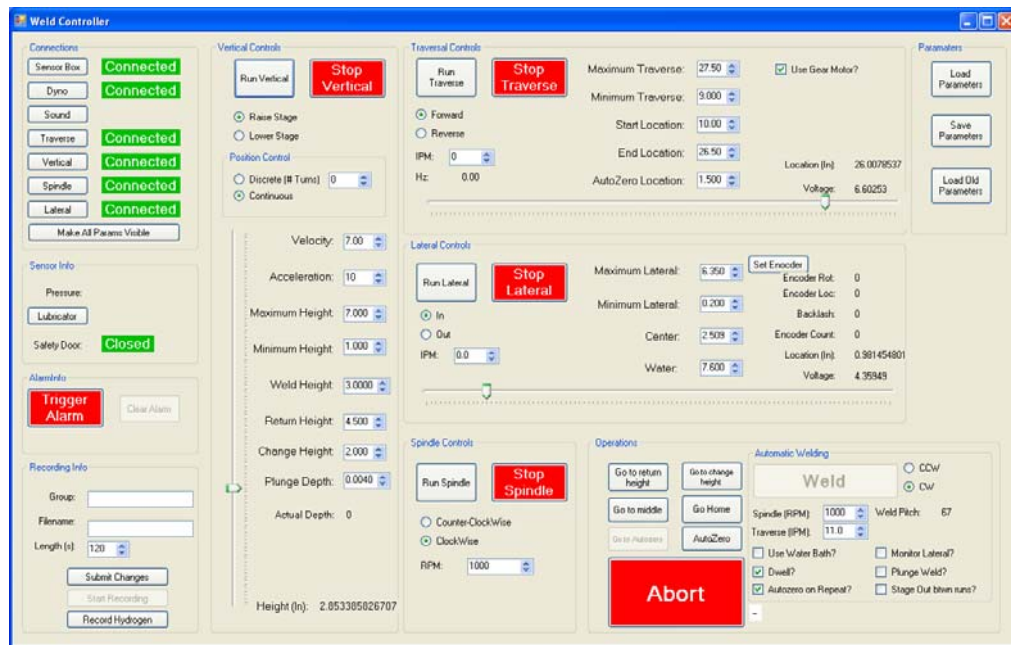 Weld Controller
Connections
Sensor Box Connected
Dyno Connected
Sound
Traverse Connected
Vertical Connected
Spindle Connected
Lateral Connected
Make All Params Visible
Sensor Info
Pressure:
Lubricator
Safety Door: Closed
AlarmInfo
Trigger Alarm
Clear Alarm
Recording Info
Group:
Filename:
Length (s): 120
Submit Changes
Start Recording
Record Hydrogen
Vertical Controls
Run Vertical
Stop Vertical
Raise Stage
Lower Stage
Position Control
Discrete (# Turns) 0
Continuous
Velocity: 7.00
Acceleration: 10
Maximum Height: 7.000
Minimum Height: 1.000
Weld Height: 3.0000
Return Height: 4.500
Change Height: 2.000
Plunge Depth: 0.0040
Actual Depth: 0
Height (In): 2.853385826707
Traversal Controls
Run Traverse
Stop Traverse
Forward
Reverse
IPM: 0
Hz: 0.00
Maximum Traverse: 27.50
Minimum Traverse: 9.000
Start Location: 10.00
End Location: 26.50
AutoZero Location: 1.500
Use Gear Motor?
Location (In): 26.0078537
Voltage: 6.60253
Lateral Controls
Run Lateral
Stop Lateral
In
Out
IPM: 0.0
Maximum Lateral: 6.350
Minimum Lateral: 0.200
Center: 2.509
Water: 7.600
Set Enocder
Encoder Rot: 0
Encoder Loc: 0
Backlash: 0
Encoder Count: 0
Location (In): 0.981454801
Voltage: 4.35949
Spindle Controls
Run Spindle
Stop Spindle
Counter-ClockWise
ClockWise
RPM: 1000
Operations
Go to return height
Go to change height
Go to middle
Go Home
Go to Autozero
AutoZero
Abort
Automatic Welding
Weld
CCW
CW
Spindle (RPM): 1000
Weld Pitch: 67
Traverse (IPM): 11.0
Use Water Bath?
Monitor Lateral?
Dwell?
Plunge Weld?
Autozero on Repeat?
Stage Out btwn runs?
-
Paramaters
Load Parameters
Save Parameters
Load Old Parameters